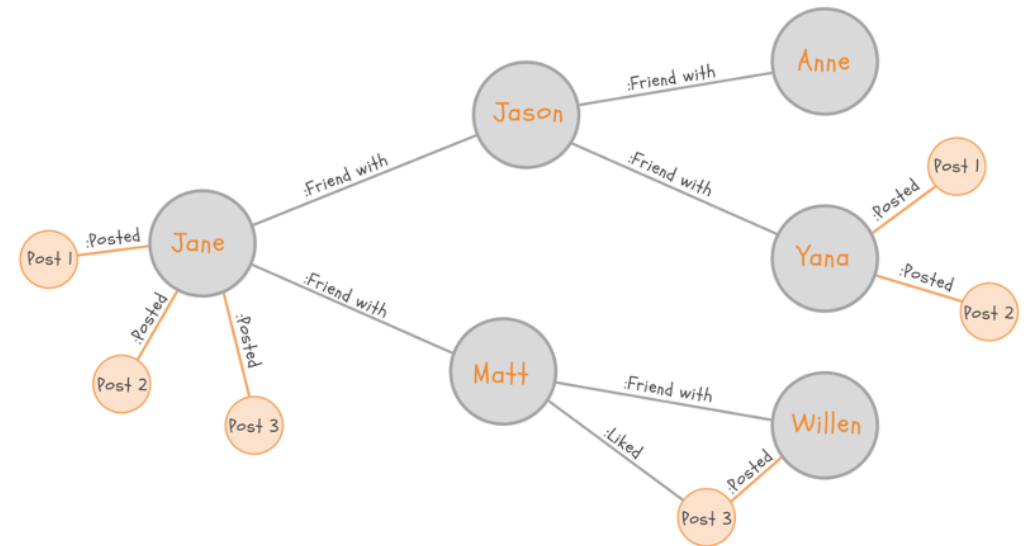 Anne
:Friend with
Jason
:Friend with
Post 1
:Friend with
:Posted
Jane
:Posted
Post 1
Yana
:Posted
Post 2
:Friend with
:Posted
:Posted
Matt
Post 2
:Friend with
Willen
Post 3
:Liked
:Posted
Post 3